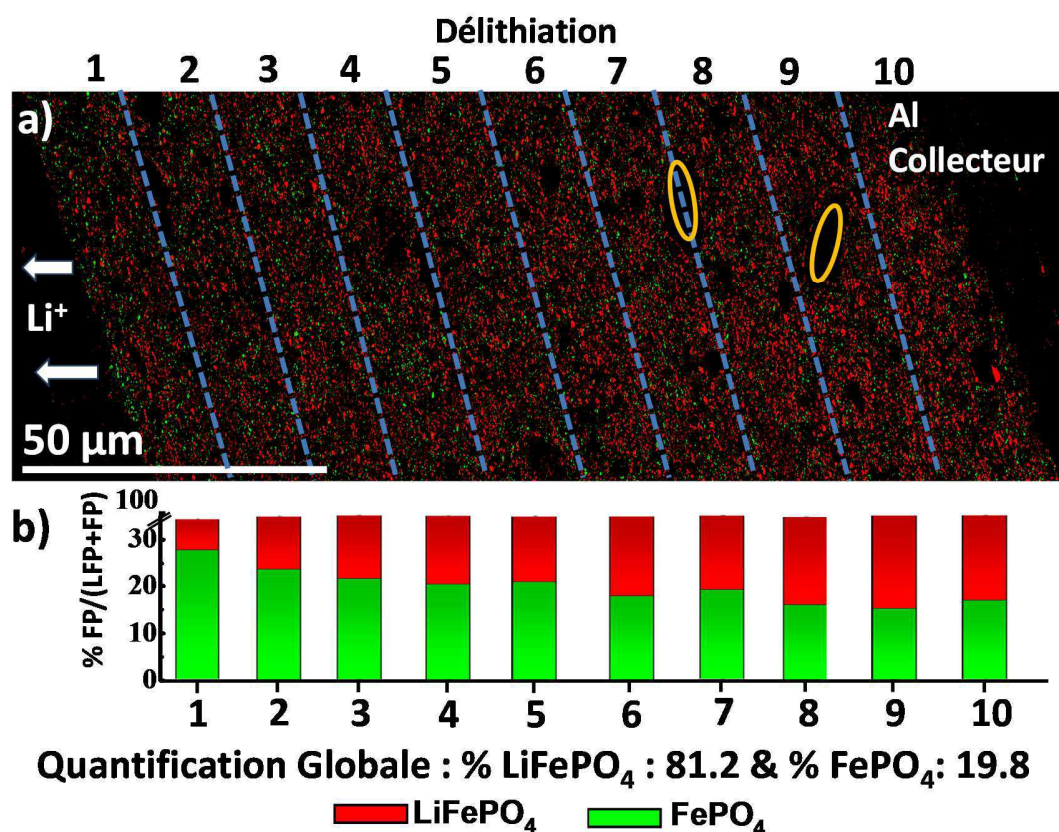 Délithiation
1 2 3 4 5 6 7 8 9 10
a)
Al
Collecteur
Li⁺
50 µm
b)
% FP/(LFP+FP)
100
30
20
10
0
1 2 3 4 5 6 7 8 9 10
Quantification Globale : % LiFePO₄ : 81.2 & % FePO₄: 19.8
LiFePO₄ FePO₄